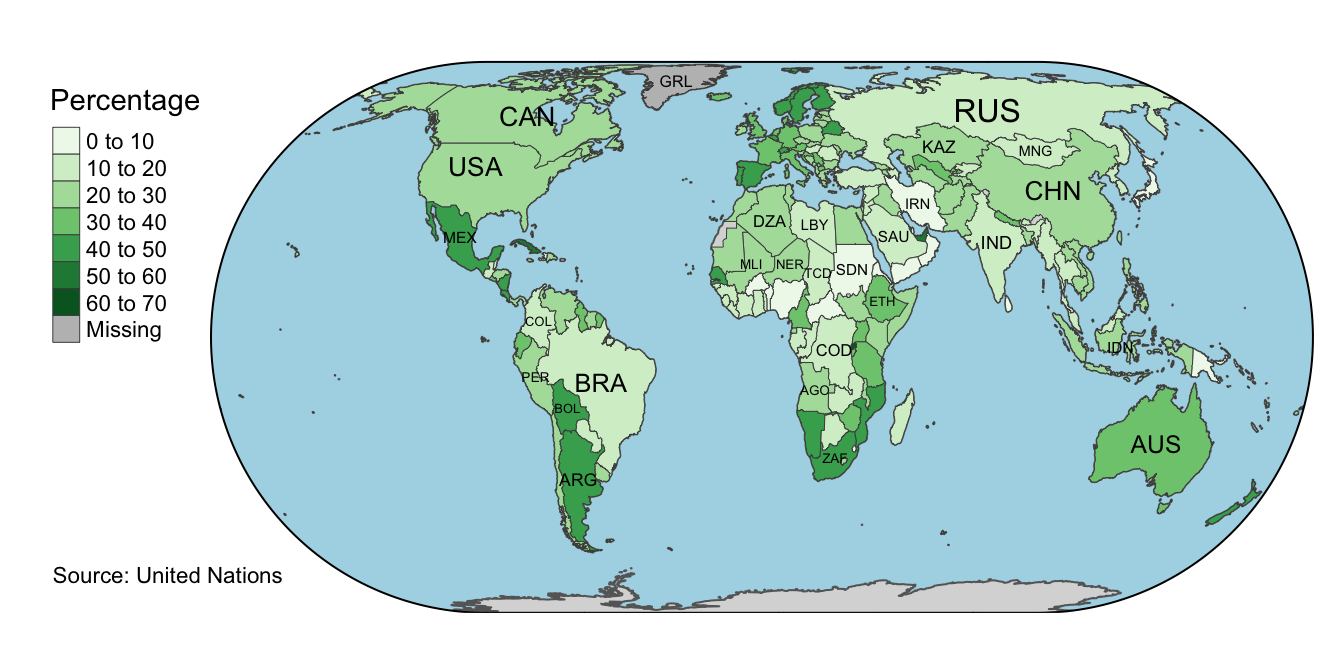 Percentage
0 to 10
10 to 20
20 to 30
30 to 40
40 to 50
50 to 60
60 to 70
Missing
GRL
CAN
RUS
KAZ
MNG
USA
CHN
IRN
DZA
LBY
SAU
MEX
IND
MLI
NER
TCD
SDN
ETH
COL
COD
IDN
PER
BRA
AGO
BOL
AUS
ZAF
ARG
Source: United Nations